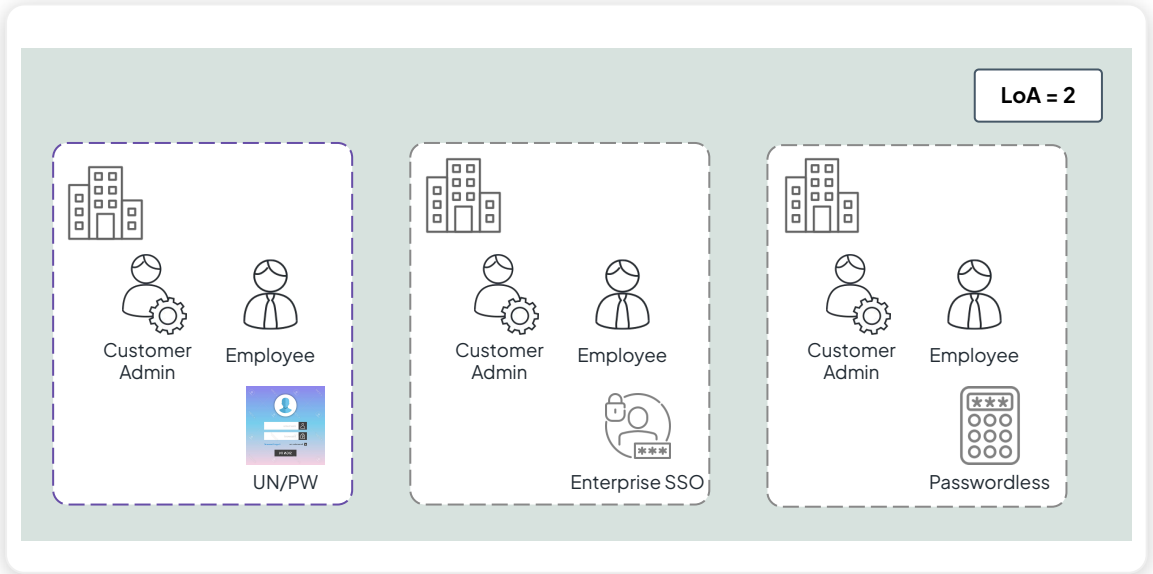 LoA = 2
Customer
Admin
Employee
UN/PW
Customer
Admin
Employee
***
Enterprise SSO
Customer
Admin
Employee
***
Passwordless